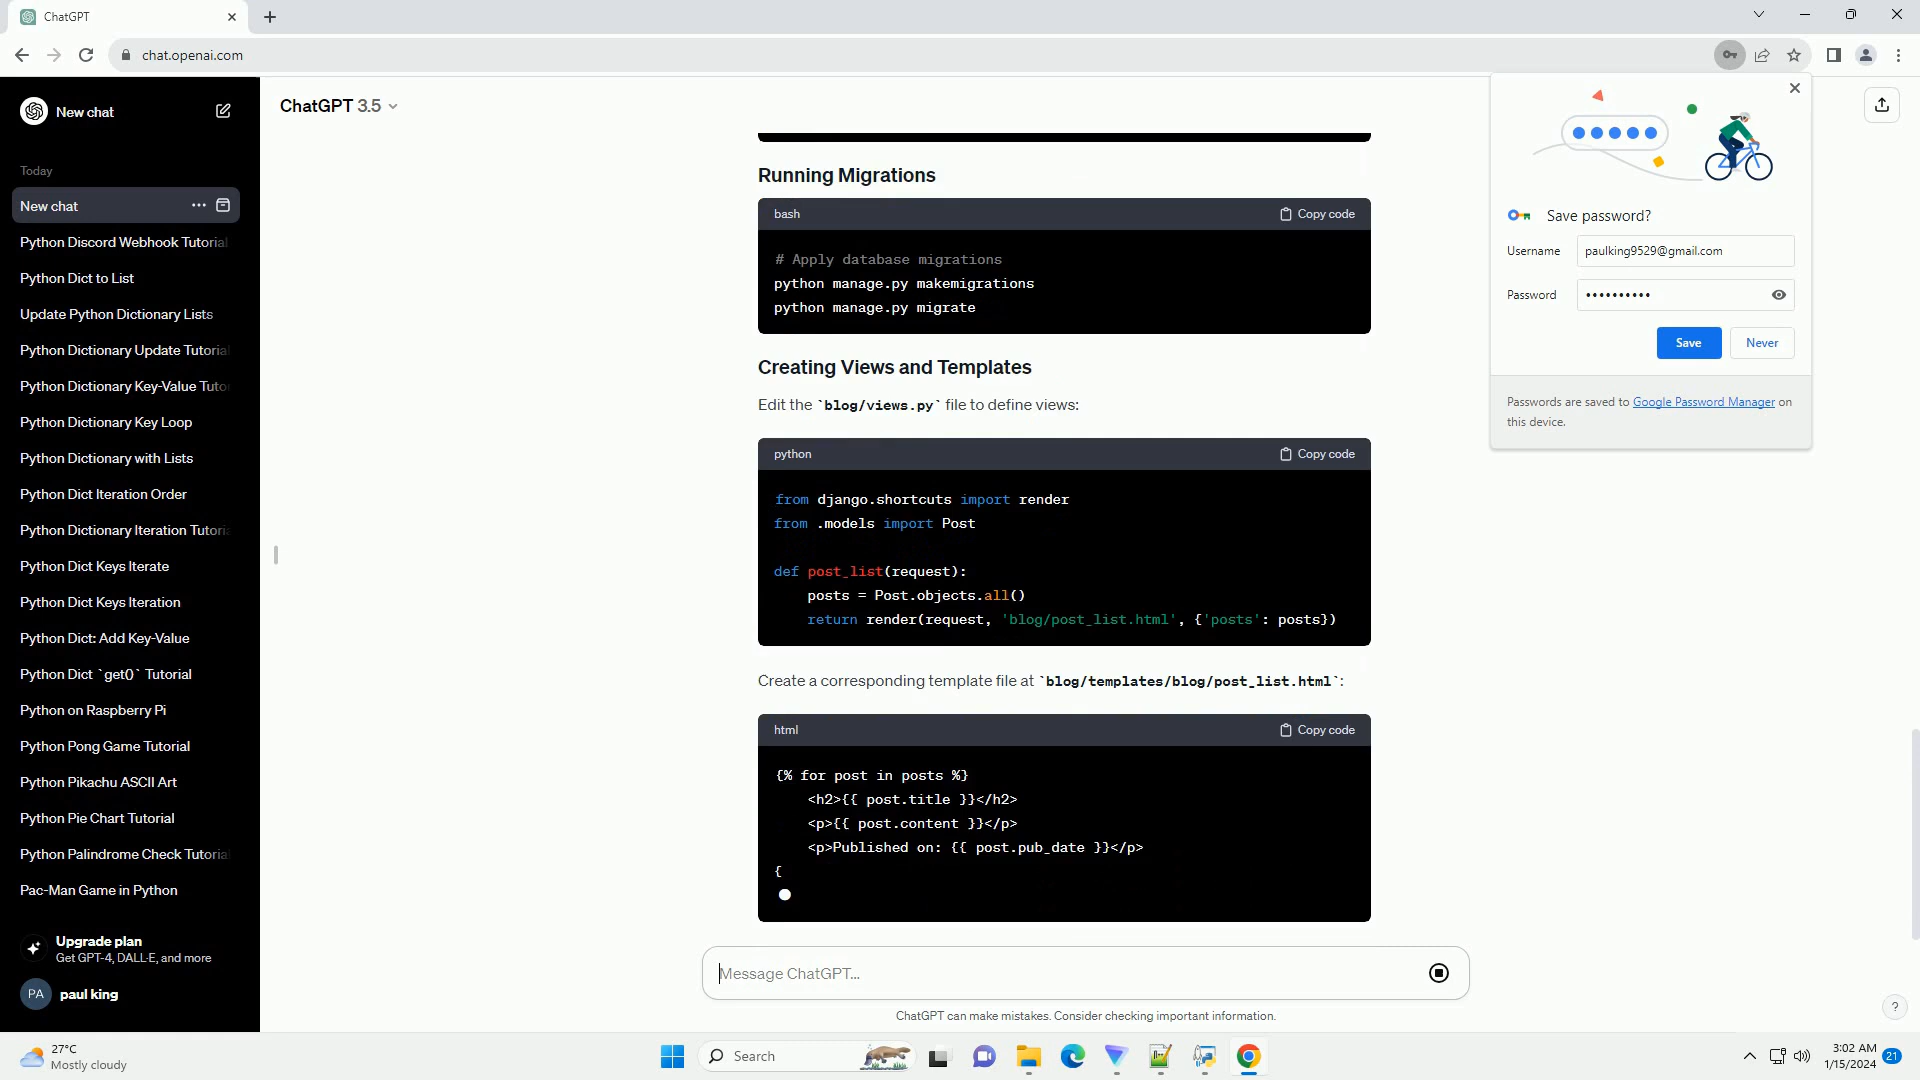 ChatGPT
chat.openai.com
New chat
Today
New chat
Python Discord Webhook Tutorial
Python Dict to List
Update Python Dictionary Lists
Python Dictionary Update Tutorial
Python Dictionary Key-Value Tuto
Python Dictionary Key Loop
Python Dictionary with Lists
Python Dict Iteration Order
Python Dictionary Iteration Tutoria
Python Dict Keys Iterate
Python Dict Keys Iteration
Python Dict: Add Key-Value
Python Dict `get()` Tutorial
Python on Raspberry Pi
Python Pong Game Tutorial
Python Pikachu ASCII Art
Python Pie Chart Tutorial
Python Palindrome Check Tutoria
Pac-Man Game in Python
Upgrade plan
Get GPT-4, DALL·E, and more
PA paul king
ChatGPT 3.5
Running Migrations
bash Copy code
# Apply database migrations
python manage.py makemigrations
python manage.py migrate
Creating Views and Templates
Edit the `blog/views.py` file to define views:
python Copy code
from django.shortcuts import render
from .models import Post
def post_list(request):
posts = Post.objects.all()
return render(request, 'blog/post_list.html', {'posts': posts})
Create a corresponding template file at `blog/templates/blog/post_list.html`:
html Copy code
{% for post in posts %}
<h2>{{ post.title }}</h2>
<p>{{ post.content }}</p>
<p>Published on: {{ post.pub_date }}</p>
{
Message ChatGPT...
ChatGPT can make mistakes. Consider checking important information.
?
Save password?
Username paulking9529@gmail.com
Password ••••••••••
Save Never
Passwords are saved to Google Password Manager on
this device.
27°C
Mostly cloudy
Search
3:02 AM
1/15/2024
21